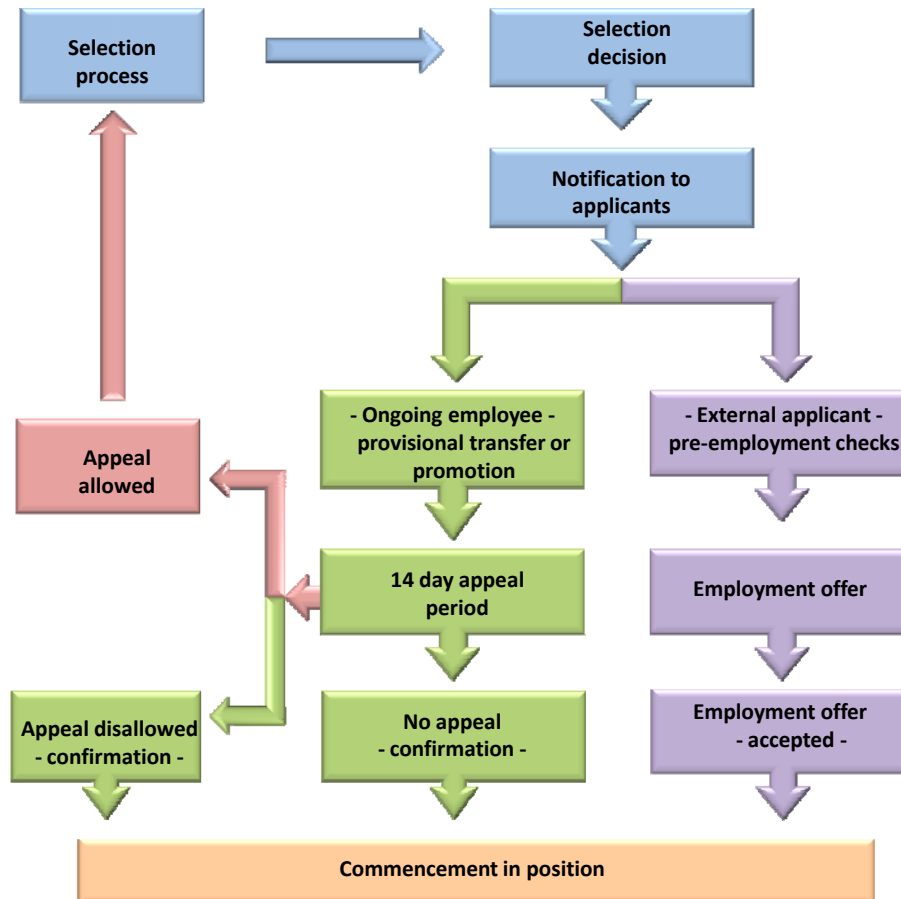 Selection
process
Selection
decision
Notification to
applicants
- Ongoing employee -
provisional transfer or
promotion
- External applicant -
pre-employment checks
Appeal
allowed
14 day appeal
period
Employment offer
Appeal disallowed
- confirmation -
No appeal
- confirmation -
Employment offer
- accepted -
Commencement in position